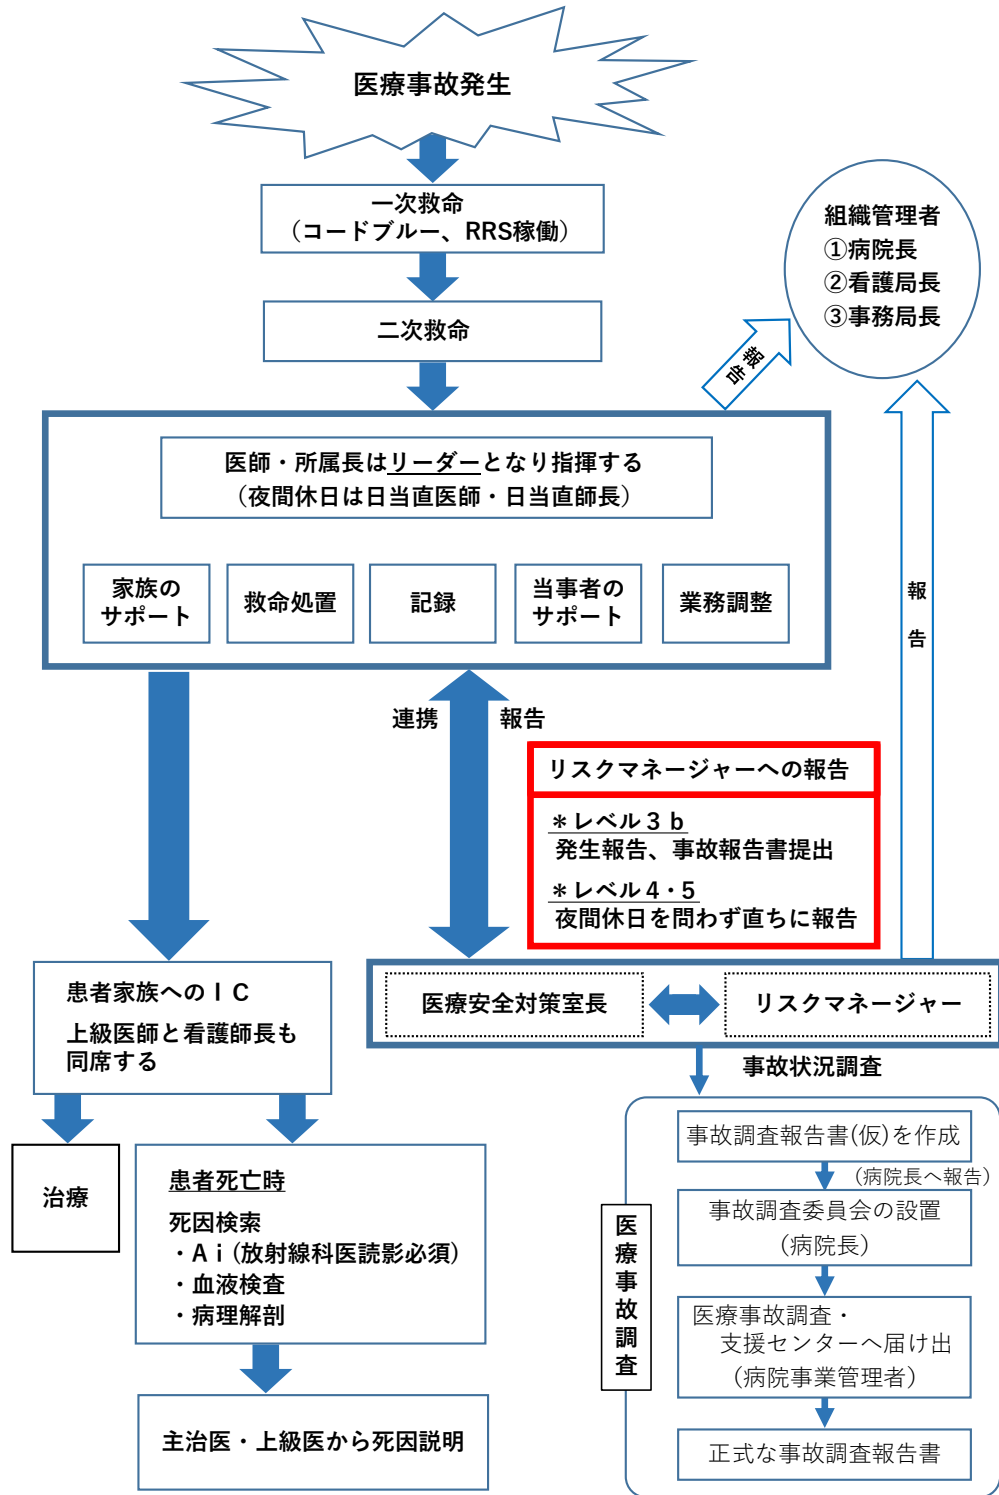 医療事故発生
一次救命
（コードブルー、RRS稼働）
二次救命
組織管理者
①病院長
②看護局長
③事務局長
報告
医師・所属長はリーダーとなり指揮する
（夜間休日は日当直医師・日当直師長）
家族の
サポート
救命処置
記録
当事者の
サポート
業務調整
報
告
連携
報告
リスクマネージャーへの報告
＊レベル３ｂ
発生報告、事故報告書提出
＊レベル４・５
夜間休日を問わず直ちに報告
患者家族へのＩＣ
上級医師と看護師長も
同席する
医療安全対策室長
リスクマネージャー
事故状況調査
治療
患者死亡時
死因検索
・Ａｉ(放射線科医読影必須)
・血液検査
・病理解剖
主治医・上級医から死因説明
医療事故調査
事故調査報告書(仮)を作成
(病院長へ報告)
事故調査委員会の設置
(病院長)
医療事故調査・
支援センターへ届け出
(病院事業管理者)
正式な事故調査報告書